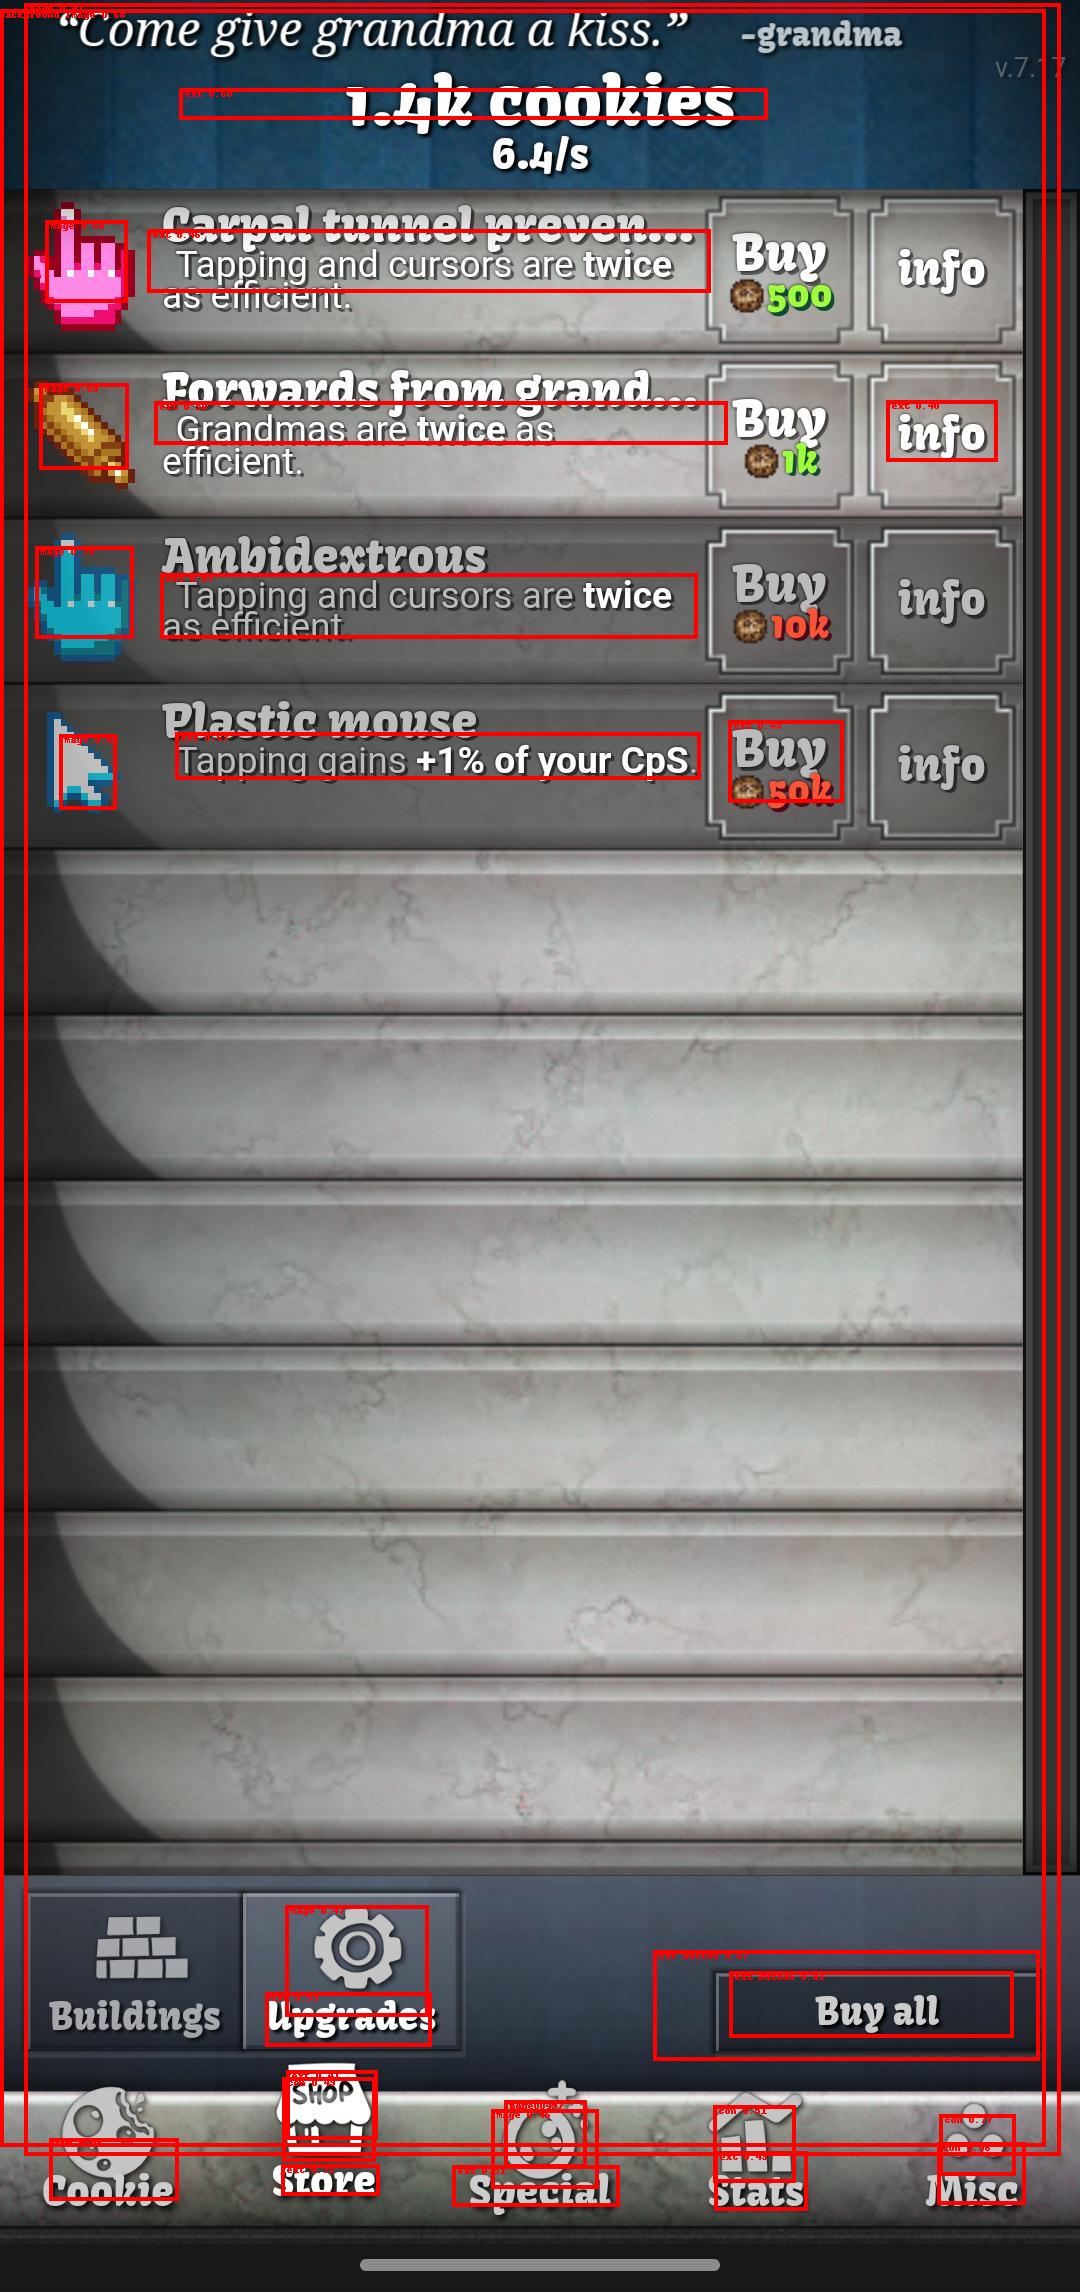 “Come give grandma a kiss.” -grandma
v.7.17
1.4k cookies
6.4/s
Carpal tunnel preven...
Tapping and cursors are twice
as efficient.
Buy
500
info
Forwards from grand...
Grandmas are twice as
efficient.
Buy
1k
info
Ambidextrous
Tapping and cursors are twice
as efficient.
Buy
10k
info
Plastic mouse
Tapping gains +1% of your CpS.
Buy
50k
info
Buildings
Upgrades
Buy all
SHOP
Cookie
Store
Special
Stats
Misc